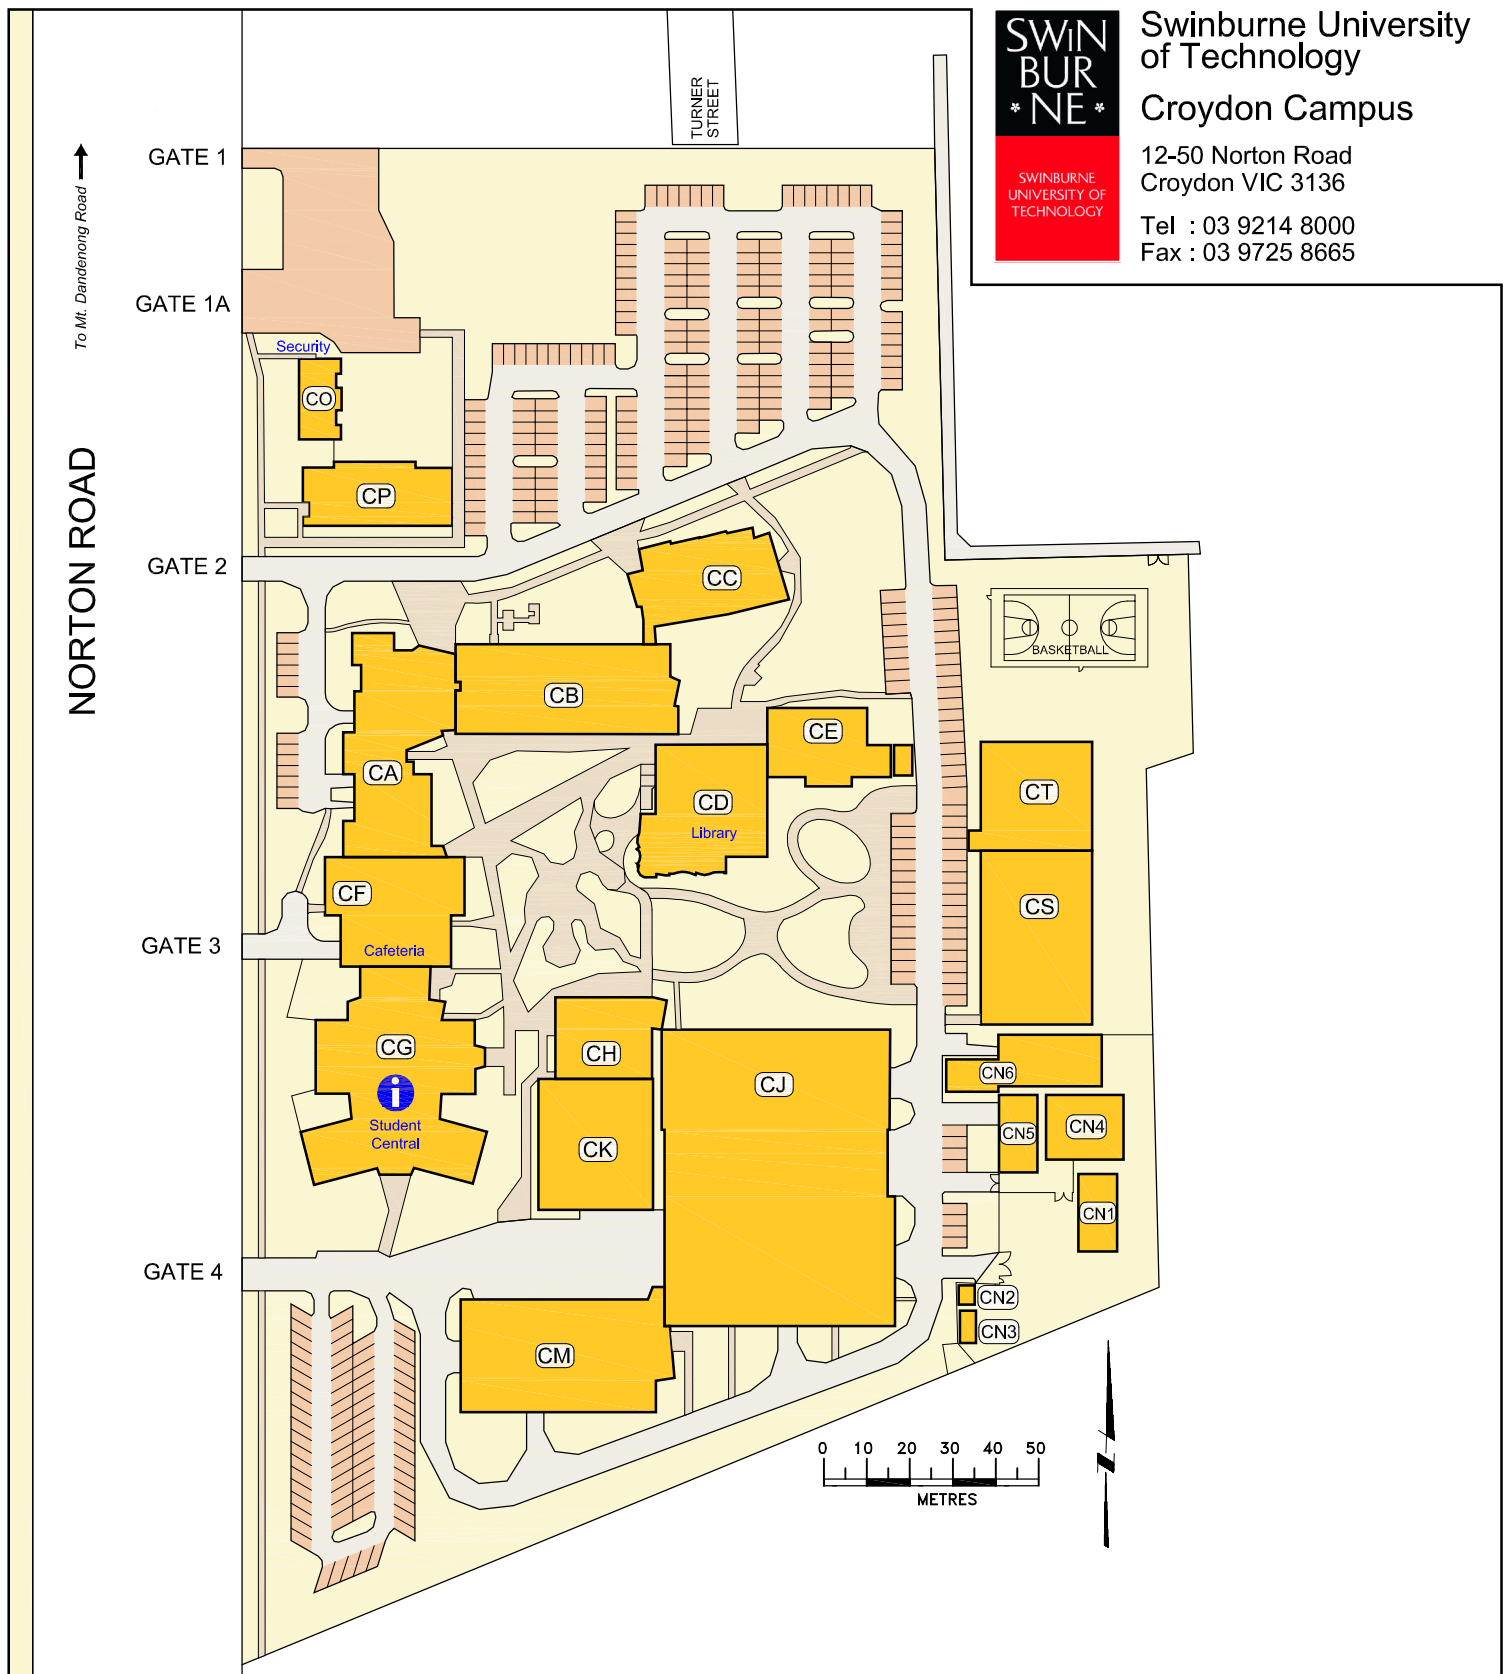 SWIN
BUR
* NE *
SWINBURNE
UNIVERSITY OF
TECHNOLOGY
Swinburne University
of Technology
Croydon Campus
12-50 Norton Road
Croydon VIC 3136
Tel : 03 9214 8000
Fax : 03 9725 8665
TURNER
STREET
To Mt. Dandenong Road
NORTON ROAD
GATE 1
GATE 1A
Security
CO
CP
GATE 2
CC
CB
BASKETBALL
CE
CA
CD
Library
CT
CF
CS
GATE 3
Cafeteria
CG
i
Student
Central
CH
CJ
CN6
CK
CN5
CN4
CN1
GATE 4
CN2
CN3
CM
0 10 20 30 40 50
METRES
N